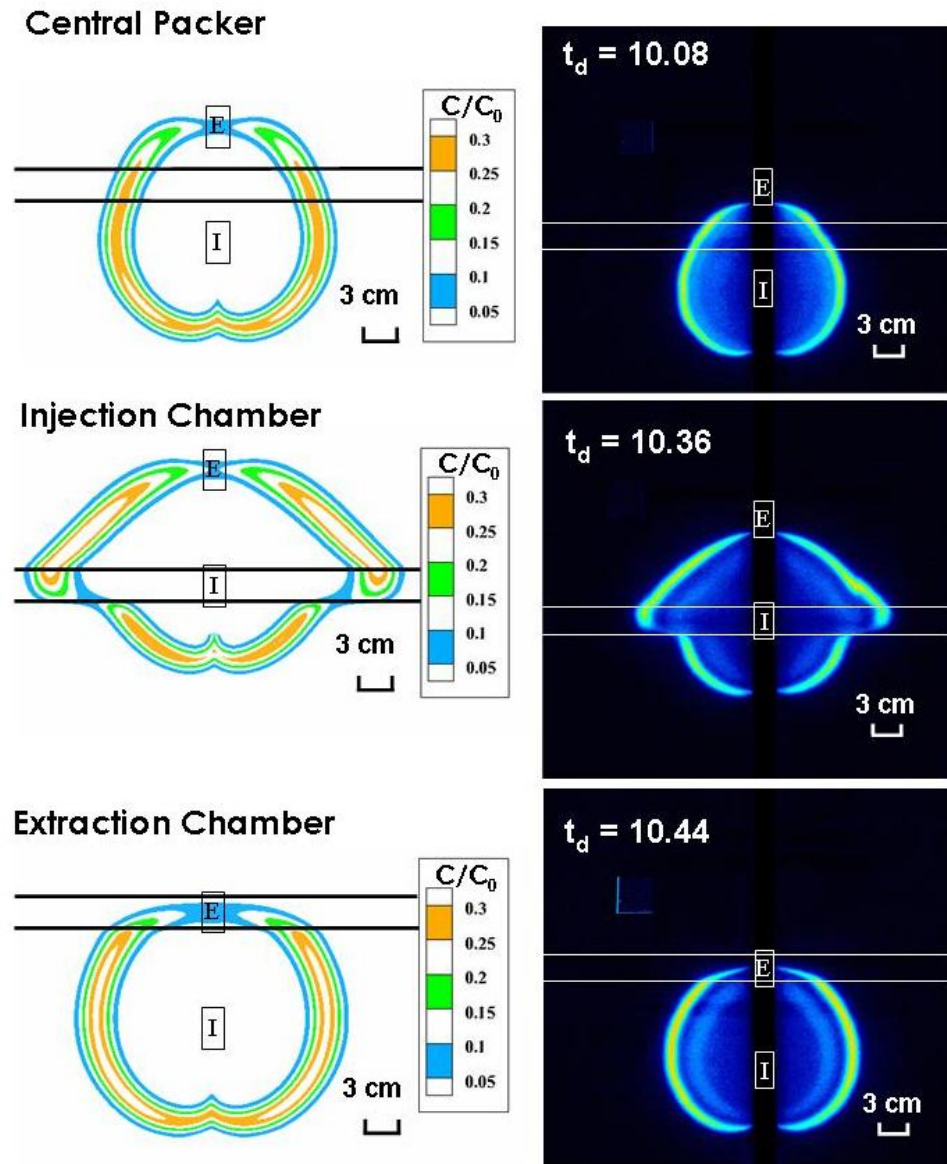 Central Packer
E
I
3 cm
C/C0
0.3
0.25
0.2
0.15
0.1
0.05
td = 10.08
E
I
3 cm
Injection Chamber
E
I
3 cm
C/C0
0.3
0.25
0.2
0.15
0.1
0.05
td = 10.36
E
I
3 cm
Extraction Chamber
E
I
3 cm
C/C0
0.3
0.25
0.2
0.15
0.1
0.05
td = 10.44
E
I
3 cm